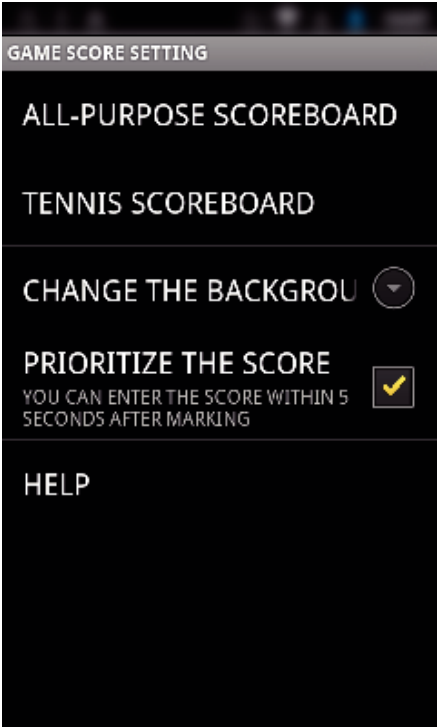 GAME SCORE SETTING
ALL-PURPOSE SCOREBOARD
TENNIS SCOREBOARD
CHANGE THE BACKGROU
PRIORITIZE THE SCORE
YOU CAN ENTER THE SCORE WITHIN 5
SECONDS AFTER MARKING
HELP